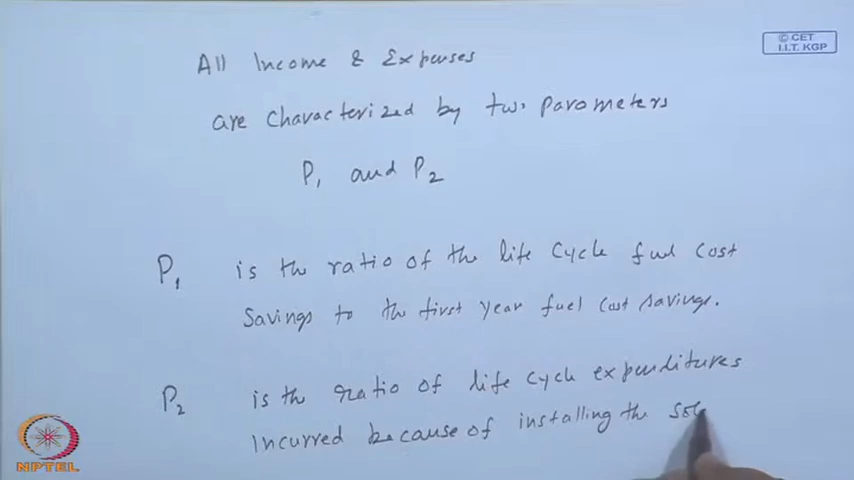 © CET
I.I.T. KGP
All Income & Expenses
are characterized by two parameters
P₁ and P₂
P₁ is the ratio of the life cycle fuel cost
Savings to the first year fuel cost savings.
P₂ is the ratio of life cycle expenditures
Incurred because of installing the
NPTEL